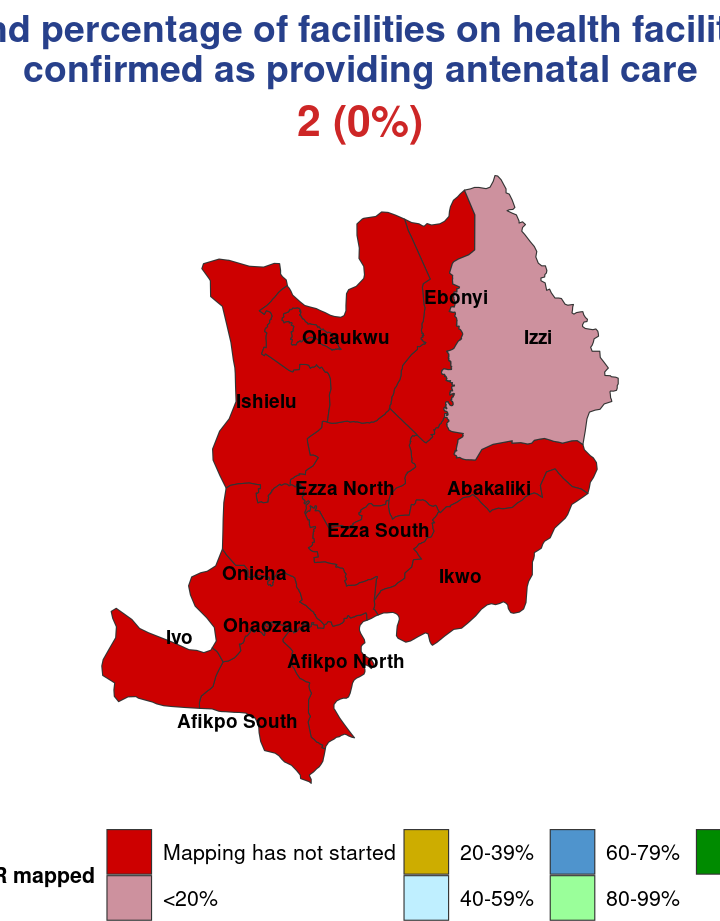 nd percentage of facilities on health facilit
confirmed as providing antenatal care
2 (0%)
Ebonyi
Ohaukwu
Izzi
Ishielu
Ezza North
Abakaliki
Ezza South
Onicha
Ikwo
Ohaozara
Ivo
Afikpo North
Afikpo South
R mapped
Mapping has not started
20-39%
60-79%
<20%
40-59%
80-99%